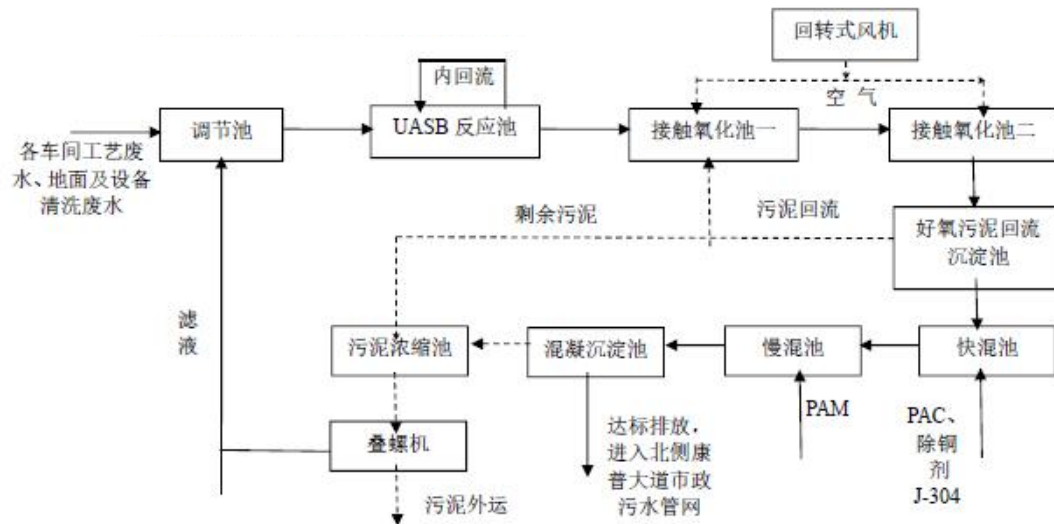 回转式风机
内回流
空 气
调节池
UASB 反应池
接触氧化池一
接触氧化池二
各车间工艺废
水、地面及设备
清洗废水
剩余污泥
污泥回流
好氧污泥回流
沉淀池
滤
液
污泥浓缩池
混凝沉淀池
慢混池
快混池
PAM
PAC、
除铜
剂
J-304
叠螺机
达标排放，
进入北侧康
普大道市政
污水管网
污泥外运